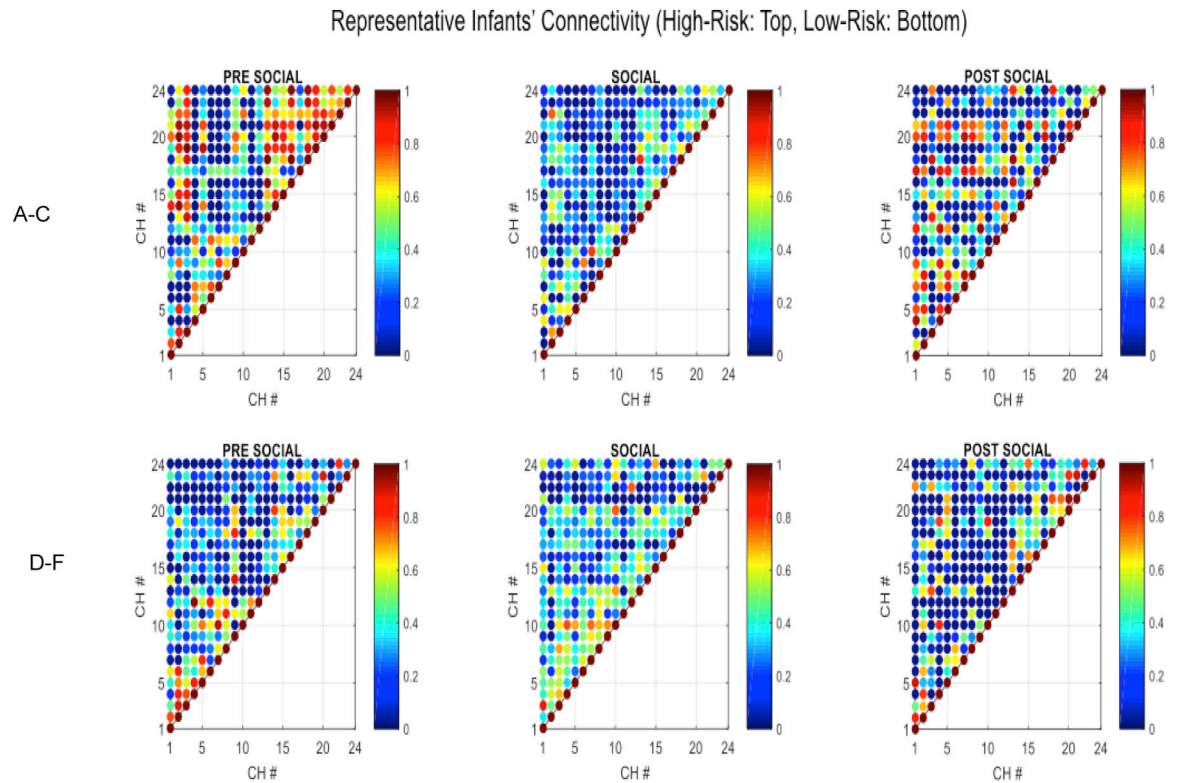 Representative Infants' Connectivity (High-Risk: Top, Low-Risk: Bottom)
A-C
PRE SOCIAL
24
20
15
10
5
1
CH #
1 5 10 15 20 24
CH #
1
0.8
0.6
0.4
0.2
0
SOCIAL
24
20
15
10
5
1
CH #
1 5 10 15 20 24
CH #
1
0.8
0.6
0.4
0.2
0
POST SOCIAL
24
20
15
10
5
1
CH #
1 5 10 15 20 24
CH #
1
0.8
0.6
0.4
0.2
0
D-F
PRE SOCIAL
24
20
15
10
5
1
CH #
1 5 10 15 20 24
CH #
1
0.8
0.6
0.4
0.2
0
SOCIAL
24
20
15
10
5
1
CH #
1 5 10 15 20 24
CH #
1
0.8
0.6
0.4
0.2
0
POST SOCIAL
24
20
15
10
5
1
CH #
1 5 10 15 20 24
CH #
1
0.8
0.6
0.4
0.2
0